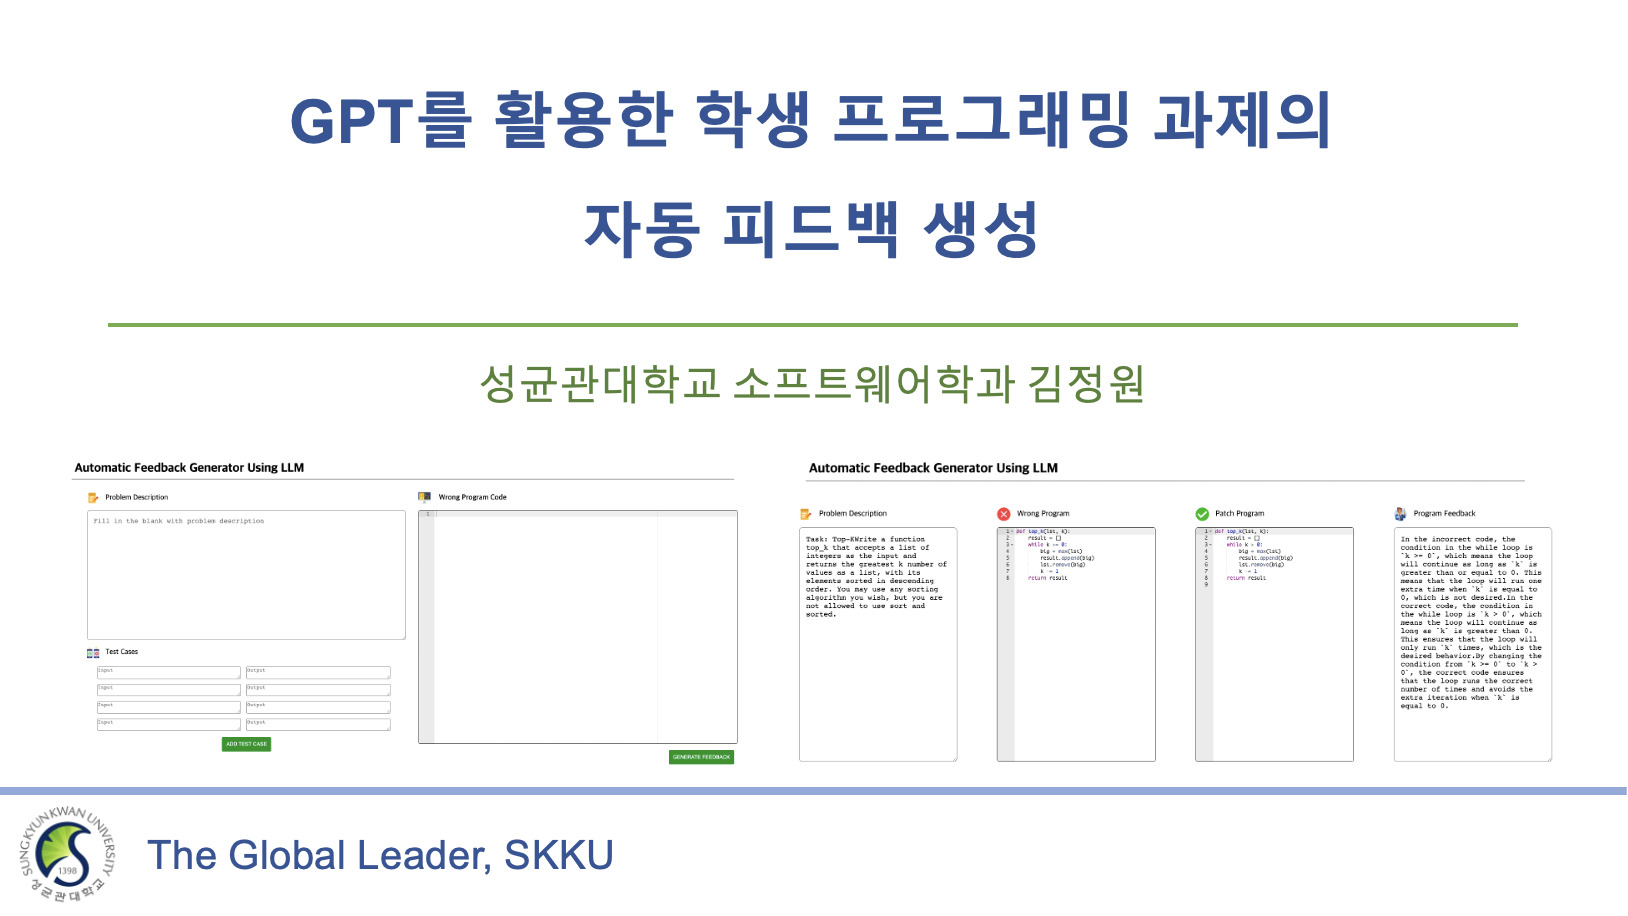 GPT를 활용한 학생 프로그래밍 과제의
자동 피드백 생성
성균관대학교 소프트웨어학과 김정원
Automatic Feedback Generator Using LLM
Problem Description
Fill in the blank with problem description
Wrong Program Code
1
Test Cases
Input Output
Input Output
Input Output
Input Output
ADD TEST CASE
GENERATE FEEDBACK
Automatic Feedback Generator Using LLM
Problem Description
Task: Top-KWrite a function
top_k that accepts a list of
integers as the input and
returns the greatest k number of
values as a list, with its
elements sorted in descending
order. You may use any sorting
algorithm you wish, but you are
not allowed to use sort and
sorted.
Wrong Program
1 def top_k(lst, k):
2 result = []
3 while k >= 0:
4 big = max(lst)
5 result.append(big)
6 lst.remove(big)
7 k -= 1
8 return result
Patch Program
1 def top_k(lst, k):
2 result = []
3 while k > 0:
4 big = max(lst)
5 result.append(big)
6 lst.remove(big)
7 k -= 1
8 return result
9
Program Feedback
In the incorrect code, the
condition in the while loop is
`k >= 0`, which means the loop
will continue as long as `k` is
greater than or equal to 0. This
means that the loop will run one
extra time when `k` is equal to
0, which is not desired.In the
correct code, the condition in
the while loop is `k > 0`, which
means the loop will continue as
long as `k` is greater than 0.
This ensures that the loop will
only run `k` times, which is the
desired behavior.By changing the
condition from `k >= 0` to `k >
0`, the correct code ensures
that the loop runs the correct
number of times and avoids the
extra iteration when `k` is
equal to 0.
SUNGKYUNKWAN UNIVERSITY
1398
성균관대학교
The Global Leader, SKKU